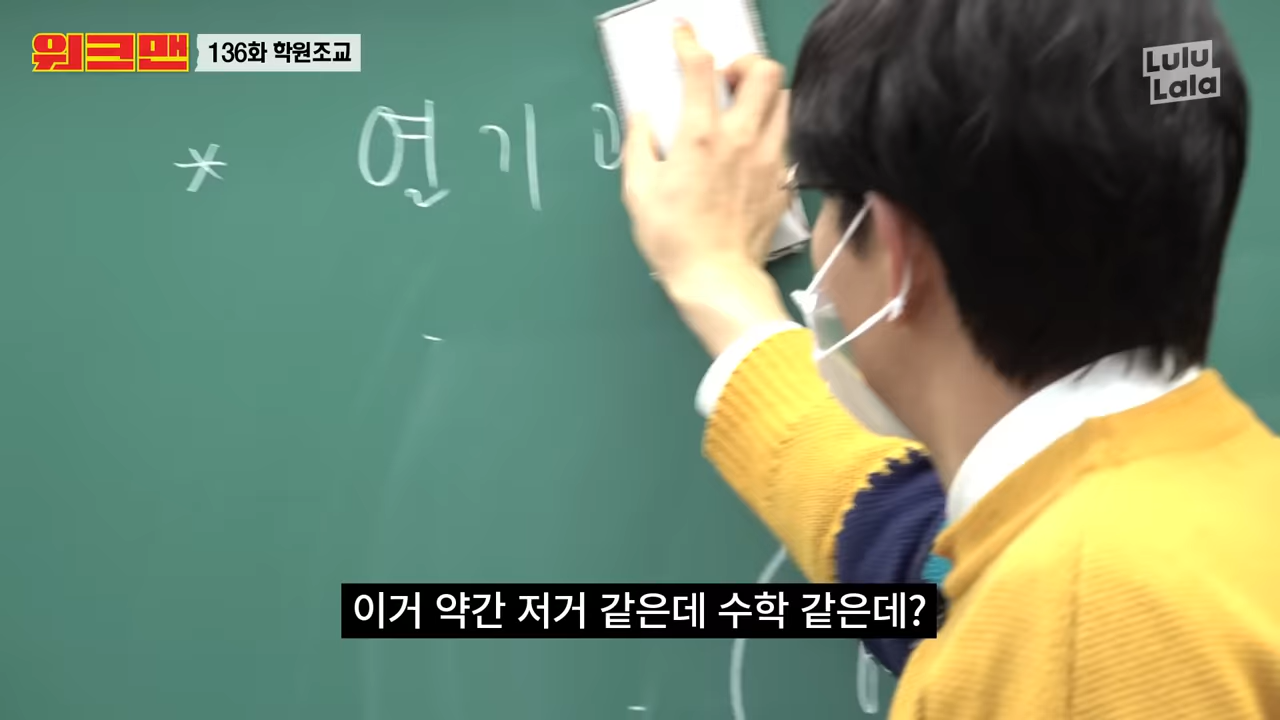 워크맨 136화 학원조교
Lulu
Lala
* 연기
이거 약간 저거 같은데 수학 같은데?